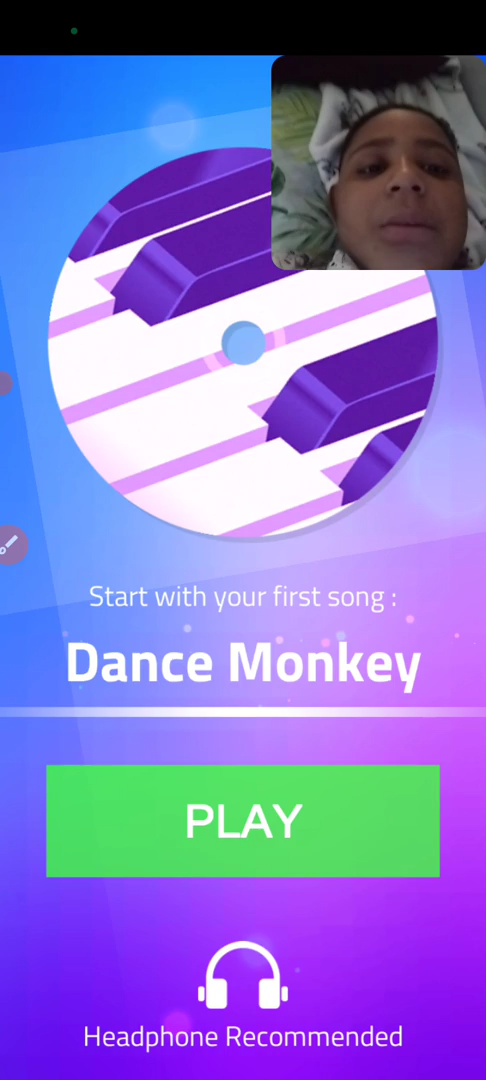 Start with your first song :
Dance Monkey
PLAY
Headphone Recommended